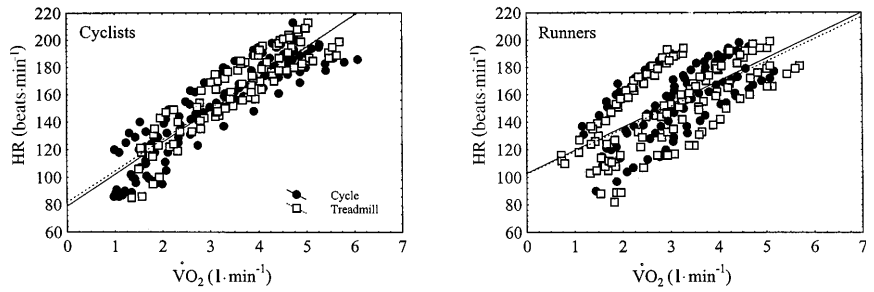 Cyclists
HR (beats·min⁻¹)
220
200
180
160
140
120
100
80
60
0 1 2 3 4 5 6 7
V̇O₂ (l·min⁻¹)
Cycle
Treadmill
Runners
HR (beats·min⁻¹)
220
200
180
160
140
120
100
80
60
0 1 2 3 4 5 6 7
V̇O₂ (l·min⁻¹)